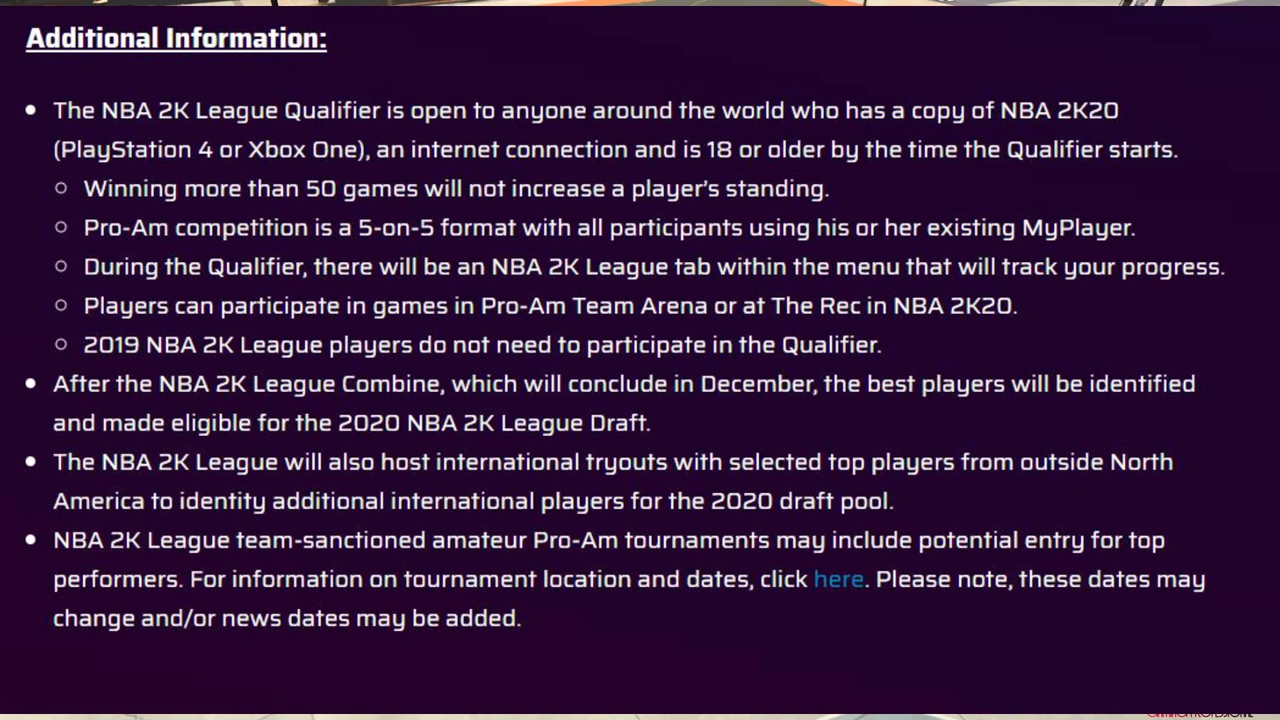 Additional Information:
• The NBA 2K League Qualifier is open to anyone around the world who has a copy of NBA 2K20
(PlayStation 4 or Xbox One), an internet connection and is 18 or older by the time the Qualifier starts.
○ Winning more than 50 games will not increase a player's standing.
○ Pro-Am competition is a 5-on-5 format with all participants using his or her existing MyPlayer.
○ During the Qualifier, there will be an NBA 2K League tab within the menu that will track your progress.
○ Players can participate in games in Pro-Am Team Arena or at The Rec in NBA 2K20.
○ 2019 NBA 2K League players do not need to participate in the Qualifier.
• After the NBA 2K League Combine, which will conclude in December, the best players will be identified
and made eligible for the 2020 NBA 2K League Draft.
• The NBA 2K League will also host international tryouts with selected top players from outside North
America to identity additional international players for the 2020 draft pool.
• NBA 2K League team-sanctioned amateur Pro-Am tournaments may include potential entry for top
performers. For information on tournament location and dates, click here. Please note, these dates may
change and/or news dates may be added.